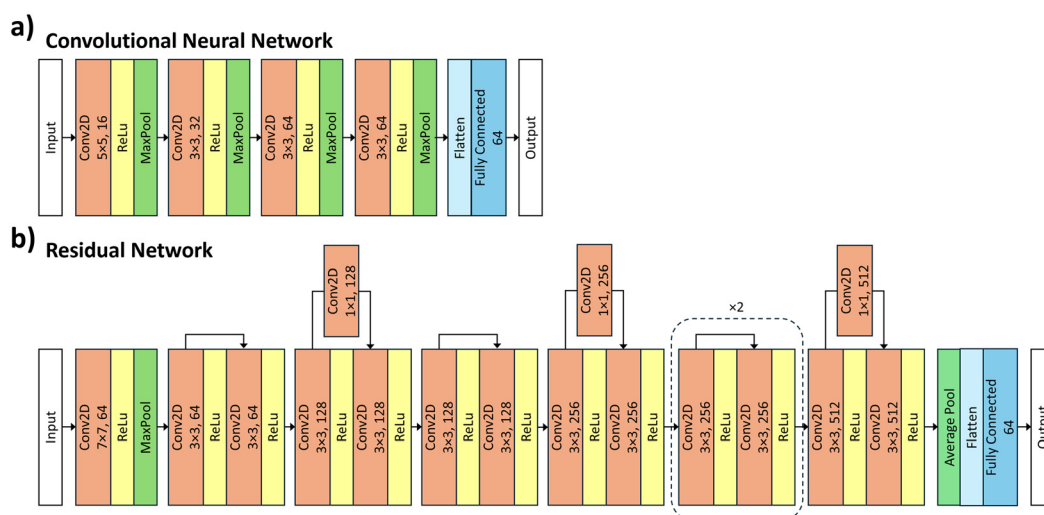 a)
Convolutional Neural Network
Input
Conv2D
5×5, 16
ReLu
MaxPool
Conv2D
3×3, 32
ReLu
MaxPool
Conv2D
3×3, 64
ReLu
MaxPool
Conv2D
3×3, 64
ReLu
MaxPool
Flatten
Fully Connected
64
Output
b)
Residual Network
Conv2D
1×1, 128
Conv2D
1×1, 256
×2
Conv2D
1×1, 512
Input
Conv2D
7×7, 64
ReLu
MaxPool
Conv2D
3×3, 64
ReLu
Conv2D
3×3, 64
ReLu
Conv2D
3×3, 128
ReLu
Conv2D
3×3, 128
ReLu
Conv2D
3×3, 128
ReLu
Conv2D
3×3, 128
ReLu
Conv2D
3×3, 256
ReLu
Conv2D
3×3, 256
ReLu
Conv2D
3×3, 256
ReLu
Conv2D
3×3, 256
ReLu
Conv2D
3×3, 512
ReLu
Conv2D
3×3, 512
ReLu
Average Pool
Flatten
Fully Connected
64
Output